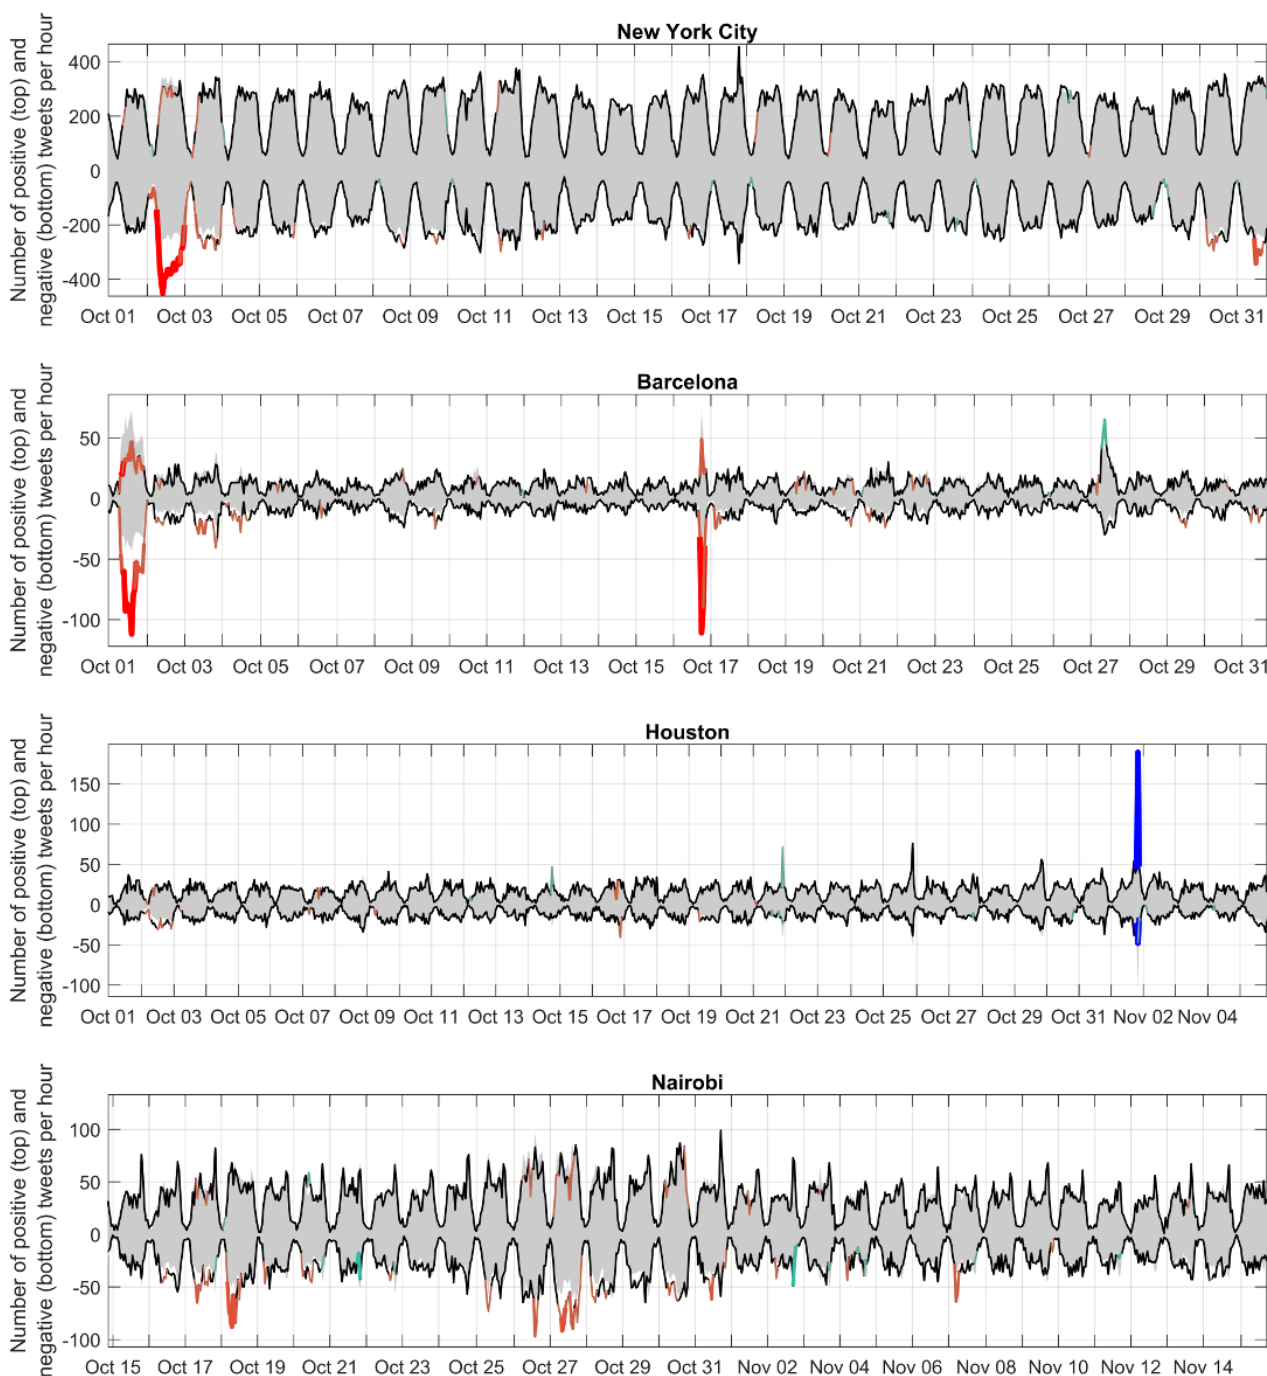 New York City
Number of positive (top) and
negative (bottom) tweets per hour
400
200
0
-200
-400
Oct 01 Oct 03 Oct 05 Oct 07 Oct 09 Oct 11 Oct 13 Oct 15 Oct 17 Oct 19 Oct 21 Oct 23 Oct 25 Oct 27 Oct 29 Oct 31
Barcelona
Number of positive (top) and
negative (bottom) tweets per hour
50
0
-50
-100
Oct 01 Oct 03 Oct 05 Oct 07 Oct 09 Oct 11 Oct 13 Oct 15 Oct 17 Oct 19 Oct 21 Oct 23 Oct 25 Oct 27 Oct 29 Oct 31
Houston
Number of positive (top) and
negative (bottom) tweets per hour
150
100
50
0
-50
-100
Oct 01 Oct 03 Oct 05 Oct 07 Oct 09 Oct 11 Oct 13 Oct 15 Oct 17 Oct 19 Oct 21 Oct 23 Oct 25 Oct 27 Oct 29 Oct 31 Nov 02 Nov 04
Nairobi
Number of positive (top) and
negative (bottom) tweets per hour
100
50
0
-50
-100
Oct 15 Oct 17 Oct 19 Oct 21 Oct 23 Oct 25 Oct 27 Oct 29 Oct 31 Nov 02 Nov 04 Nov 06 Nov 08 Nov 10 Nov 12 Nov 14